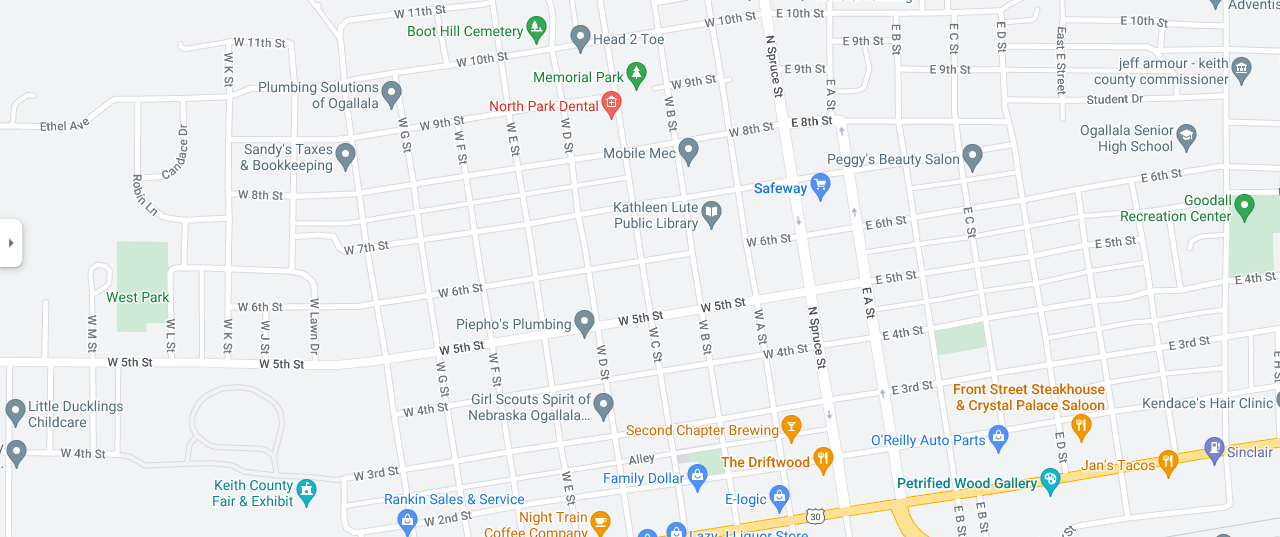 W 11th St
E 10th St
Adverti
Boot Hill Cemetery
W 10th St
E 10th St
W 11th St
Head 2 Toe
N Spruce St
E 9th St
E B St
E C St
E D St
East E Street
W 10th St
Memorial Park
W 9th St
E 9th St
E 9th St
jeff armour - keith
county commissioner
W K St
Plumbing Solutions
of Ogallala
North Park Dental
E A St
Student Dr
Ethel Ave
W 9th St
W G St
W F St
W E St
W D St
W B St
W 8th St
E 8th St
Ogallala Senior
High School
Candace Dr
Sandy's Taxes
& Bookkeeping
Mobile Mec
Peggy's Beauty Salon
Robin Ln
W 8th St
Safeway
E 6th St
Kathleen Lute
Public Library
Goodall
Recreation Center
W 7th St
W 6th St
E 6th St
E C St
E 5th St
West Park
W 6th St
W 6th St
E 5th St
E 4th St
W M St
W L St
W K St
W J St
W Lawn Dr
Piepho's Plumbing
W 5th St
W 5th St
E A St
N Spruce St
E 4th St
W C St
W B St
W A St
W 5th St
W 5th St
W 5th St
W G St
W F St
W D St
W 4th St
E 3rd St
E H St
E 3rd St
Little Ducklings
Childcare
W 4th St
Girl Scouts Spirit of
Nebraska Ogallala...
Front Street Steakhouse
& Crystal Palace Saloon
Kendace's Hair Clinic
Second Chapter Brewing
O'Reilly Auto Parts
E D St
W 4th St
Alley
The Driftwood
Jan's Tacos
Sinclair
W 3rd St
Keith County
Fair & Exhibit
W E St
Family Dollar
Petrified Wood Gallery
Rankin Sales & Service
E-logic
W 2nd St
Night Train
Coffee Company
30
E B St
E B St
Lazy J Liquor Store